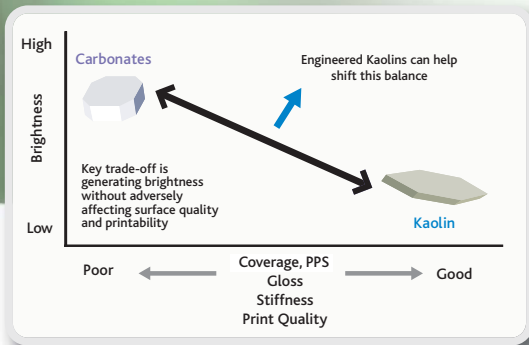 High
Carbonates
Engineered Kaolins can help
shift this balance
Brightness
Key trade-off is
generating brightness
without adversely
affecting surface quality
and printability
Kaolin
Low
Poor
Coverage, PPS
Good
Gloss
Stiffness
Print Quality